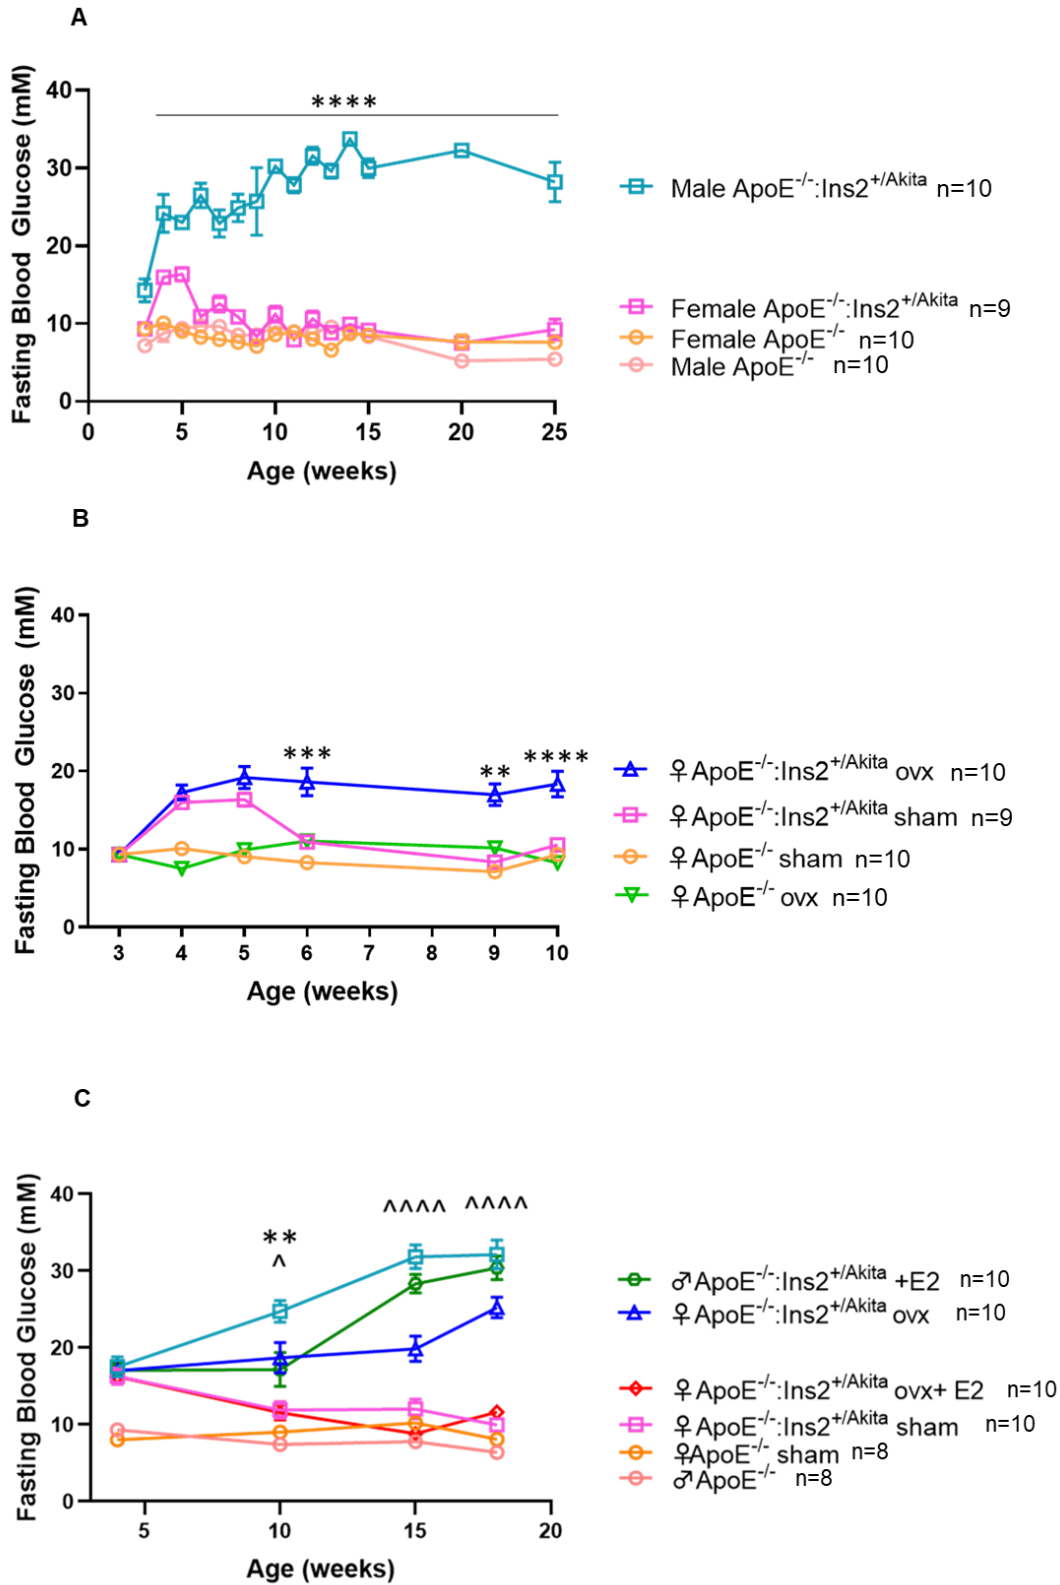 A
Fasting Blood Glucose (mM)
40
30
20
10
0
****
0 5 10 15 20 25
Age (weeks)
Male ApoE-/-:Ins2+/Akita n=10
Female ApoE-/-:Ins2+/Akita n=9
Female ApoE-/- n=10
Male ApoE-/- n=10
B
Fasting Blood Glucose (mM)
40
30
20
10
0
*** ** ****
3 4 5 6 7 8 9 10
Age (weeks)
♀ApoE-/-:Ins2+/Akita ovx n=10
♀ApoE-/-:Ins2+/Akita sham n=9
♀ApoE-/- sham n=10
♀ApoE-/- ovx n=10
C
Fasting Blood Glucose (mM)
40
30
20
10
0
^^^^ ^^^^
**
^
5 10 15 20
Age (weeks)
♂ApoE-/-:Ins2+/Akita +E2 n=10
♀ApoE-/-:Ins2+/Akita ovx n=10
♀ApoE-/-:Ins2+/Akita ovx+ E2 n=10
♀ApoE-/-:Ins2+/Akita sham n=10
♀ApoE-/- sham n=8
♂ApoE-/- n=8